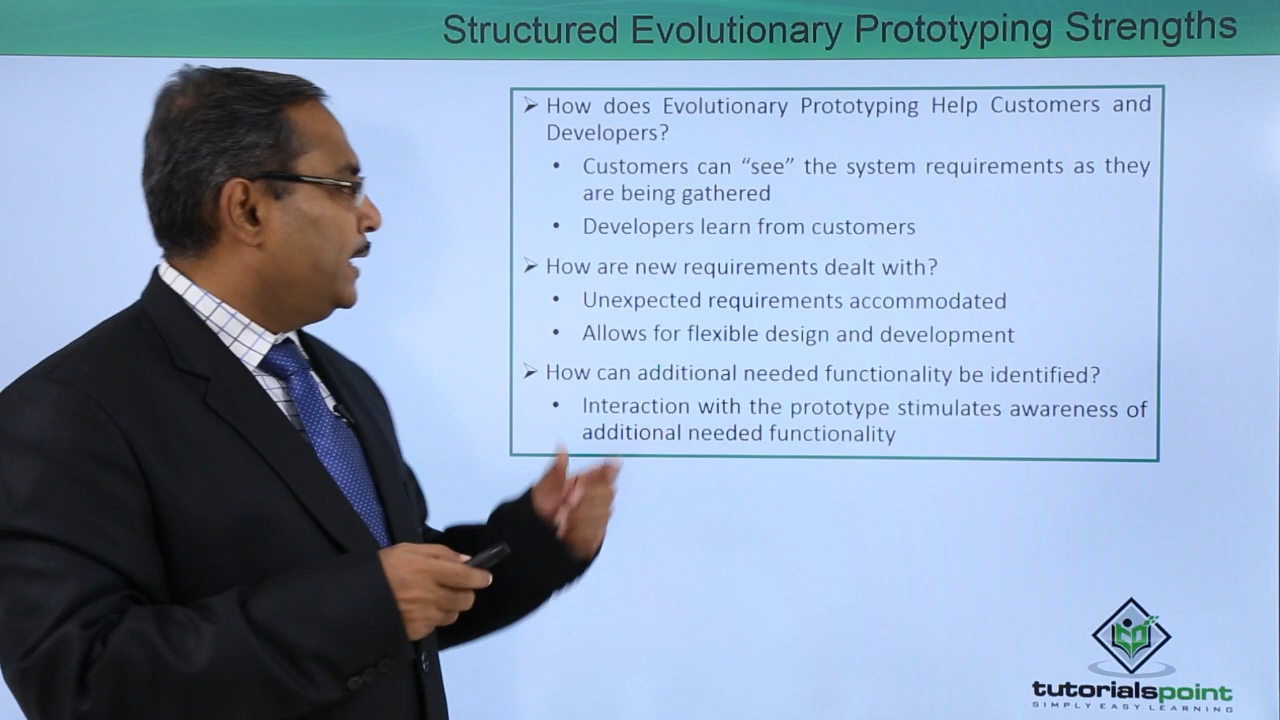 Structured Evolutionary Prototyping Strengths
➢ How does Evolutionary Prototyping Help Customers and
Developers?
• Customers can “see” the system requirements as they
are being gathered
• Developers learn from customers
➢ How are new requirements dealt with?
• Unexpected requirements accommodated
• Allows for flexible design and development
➢ How can additional needed functionality be identified?
• Interaction with the prototype stimulates awareness of
additional needed functionality
tutorialspoint
SIMPLY EASY LEARNING